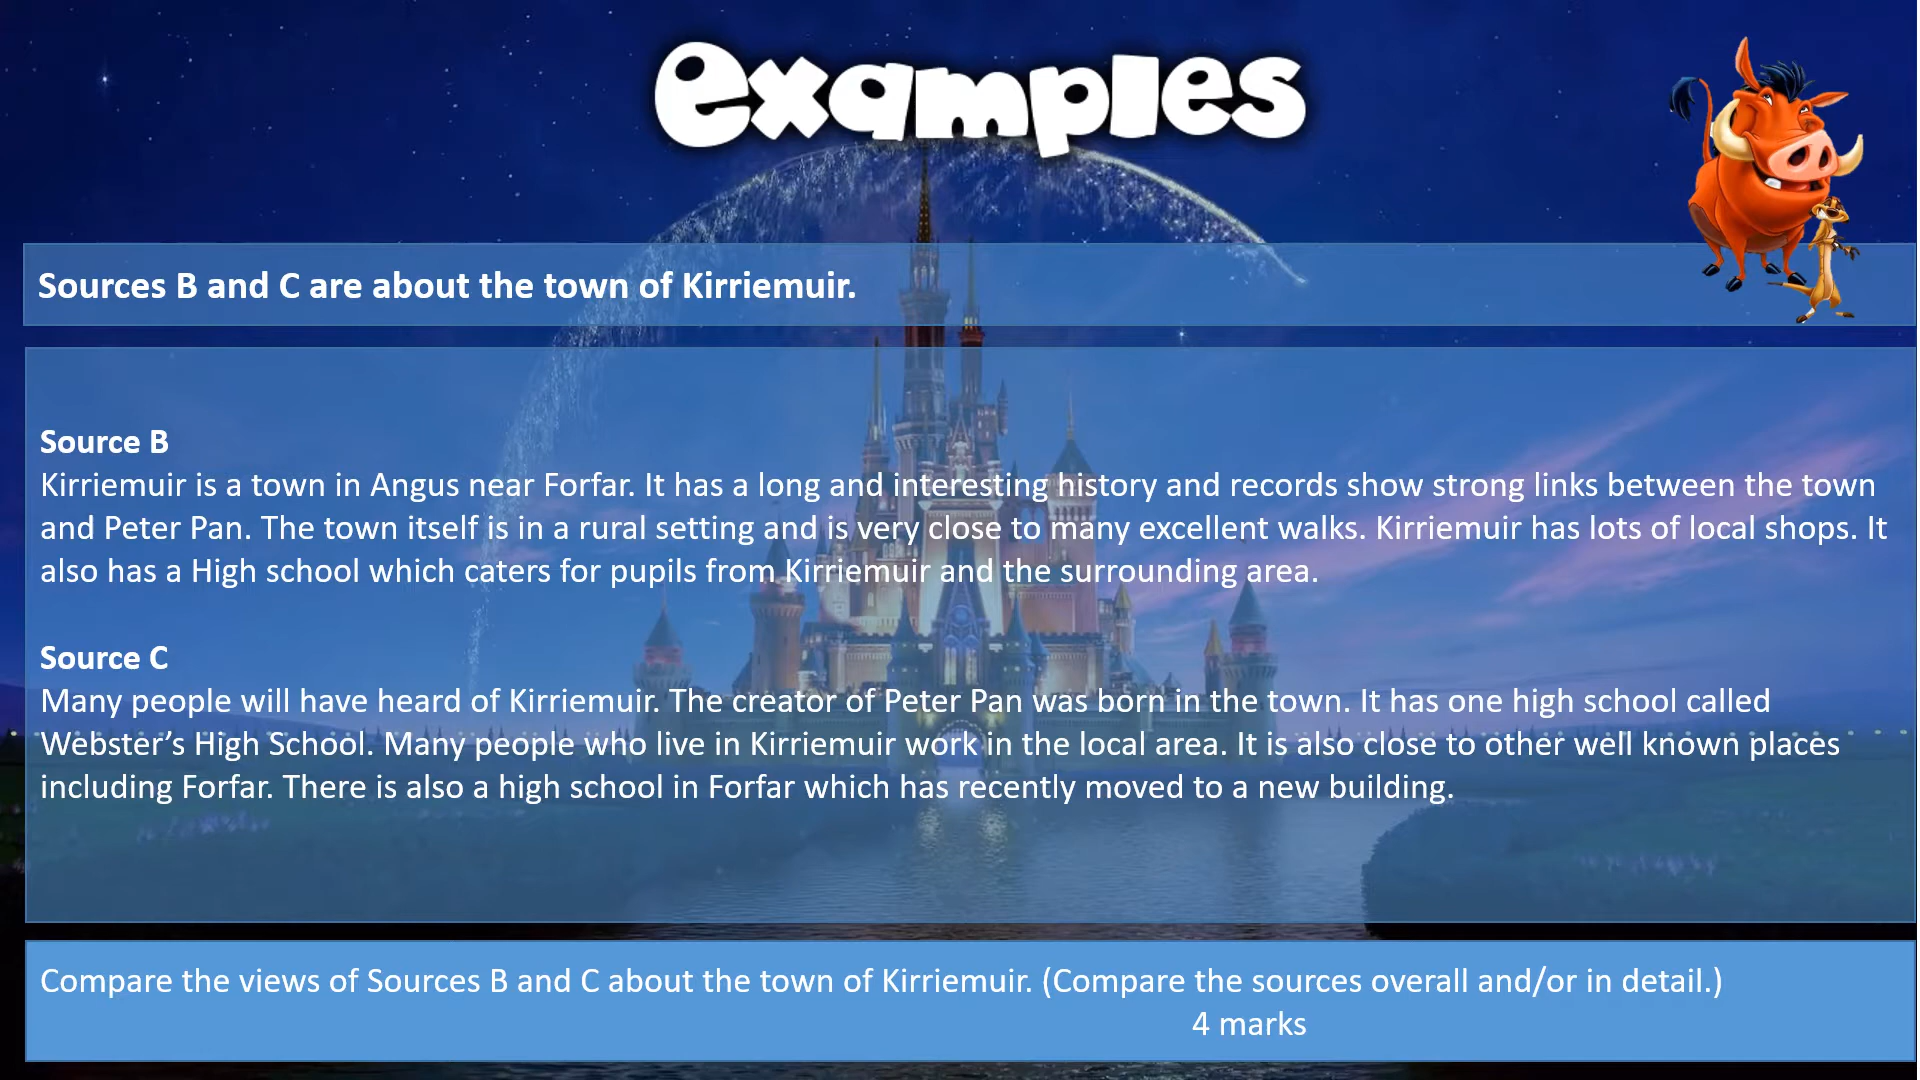 examples
Sources B and C are about the town of Kirriemuir.
Source B
Kirriemuir is a town in Angus near Forfar. It has a long and interesting history and records show strong links between the town
and Peter Pan. The town itself is in a rural setting and is very close to many excellent walks. Kirriemuir has lots of local shops. It
also has a High school which caters for pupils from Kirriemuir and the surrounding area.
Source C
Many people will have heard of Kirriemuir. The creator of Peter Pan was born in the town. It has one high school called
Webster’s High School. Many people who live in Kirriemuir work in the local area. It is also close to other well known places
including Forfar. There is also a high school in Forfar which has recently moved to a new building.
Compare the views of Sources B and C about the town of Kirriemuir. (Compare the sources overall and/or in detail.)
4 marks